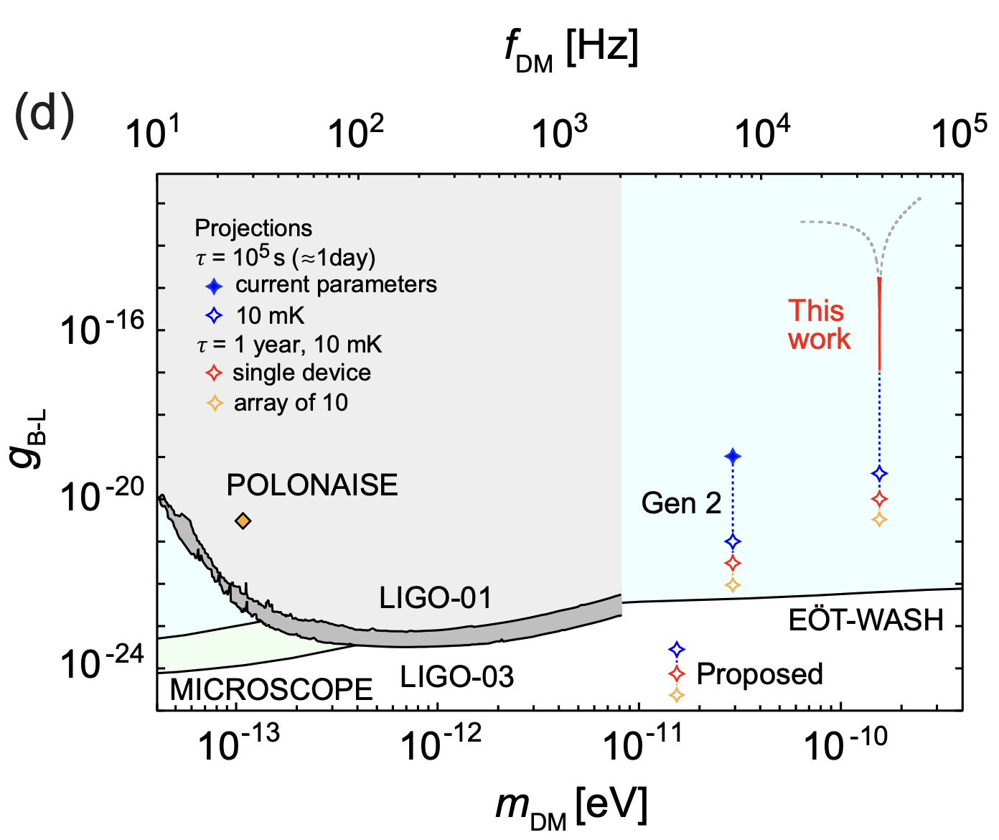 f_DM [Hz]
(d)
10^1 10^2 10^3 10^4 10^5
Projections
τ = 10^5 s (≈1day)
current parameters
10 mK
τ = 1 year, 10 mK
single device
array of 10
This
work
10^-16
10^-20
10^-24
g_B-L
POLONAISE
Gen 2
LIGO-01
EÖT-WASH
LIGO-03
Proposed
MICROSCOPE
10^-13 10^-12 10^-11 10^-10
m_DM [eV]